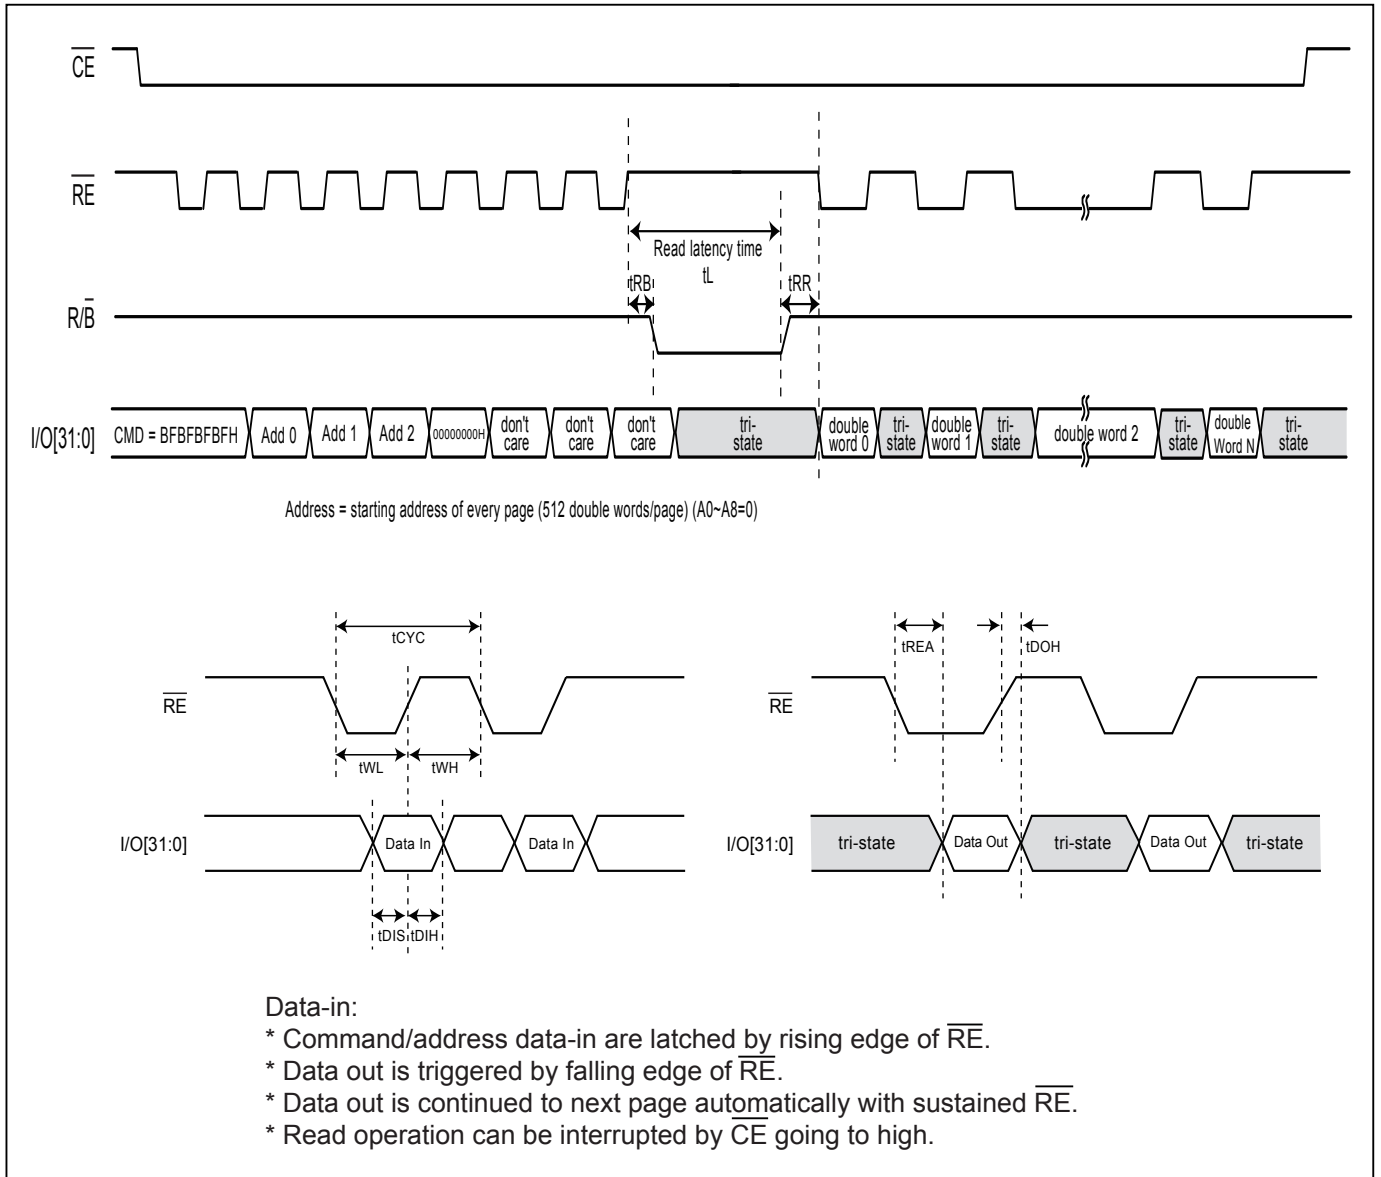 CE
RE
Read latency time
tL
tRB
tRR
R/B
I/O[31:0]
CMD = BFBFBFBFH
Add 0
Add 1
Add 2
00000000H
don't care
don't care
don't care
tri-state
double word 0
tri-state
double word 1
tri-state
double word 2
tri-state
double Word N
tri-state
Address = starting address of every page (512 double words/page) (A0~A8=0)
tCYC
RE
tWL
tWH
I/O[31:0]
Data In
Data In
tDIS
tDIH
tREA
tDOH
RE
I/O[31:0]
tri-state
Data Out
tri-state
Data Out
tri-state
Data-in:
* Command/address data-in are latched by rising edge of RE.
* Data out is triggered by falling edge of RE.
* Data out is continued to next page automatically with sustained RE.
* Read operation can be interrupted by CE going to high.